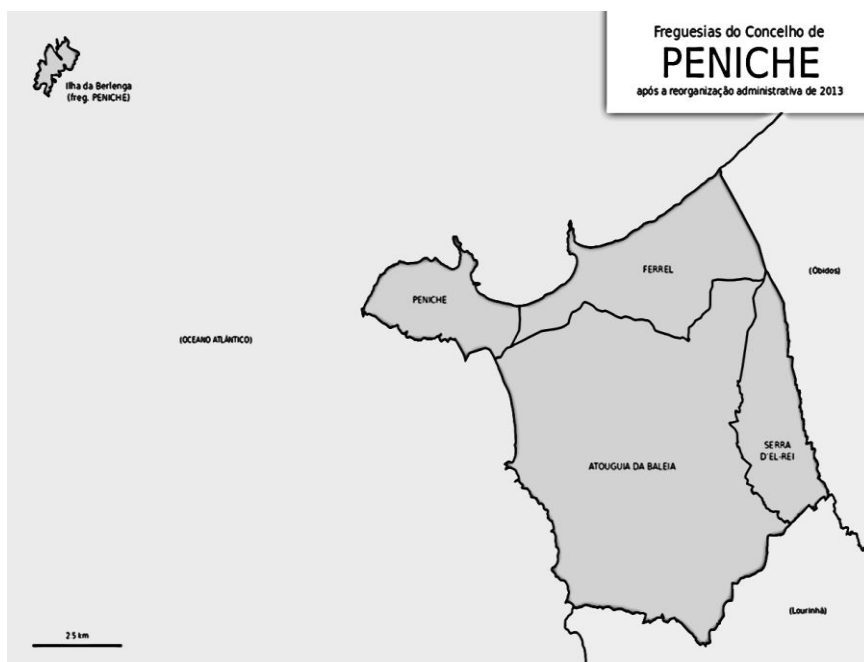 Freguesias do Concelho de
PENICHE
após a reorganização administrativa de 2013
Ilha da Berlenga
(freg. PENICHE)
FERREL
(Óbidos)
PENICHE
(OCEANO ATLÂNTICO)
SERRA
D'EL-REI
ATOUGUIA DA BALEIA
(Lourinhã)
2.5 km